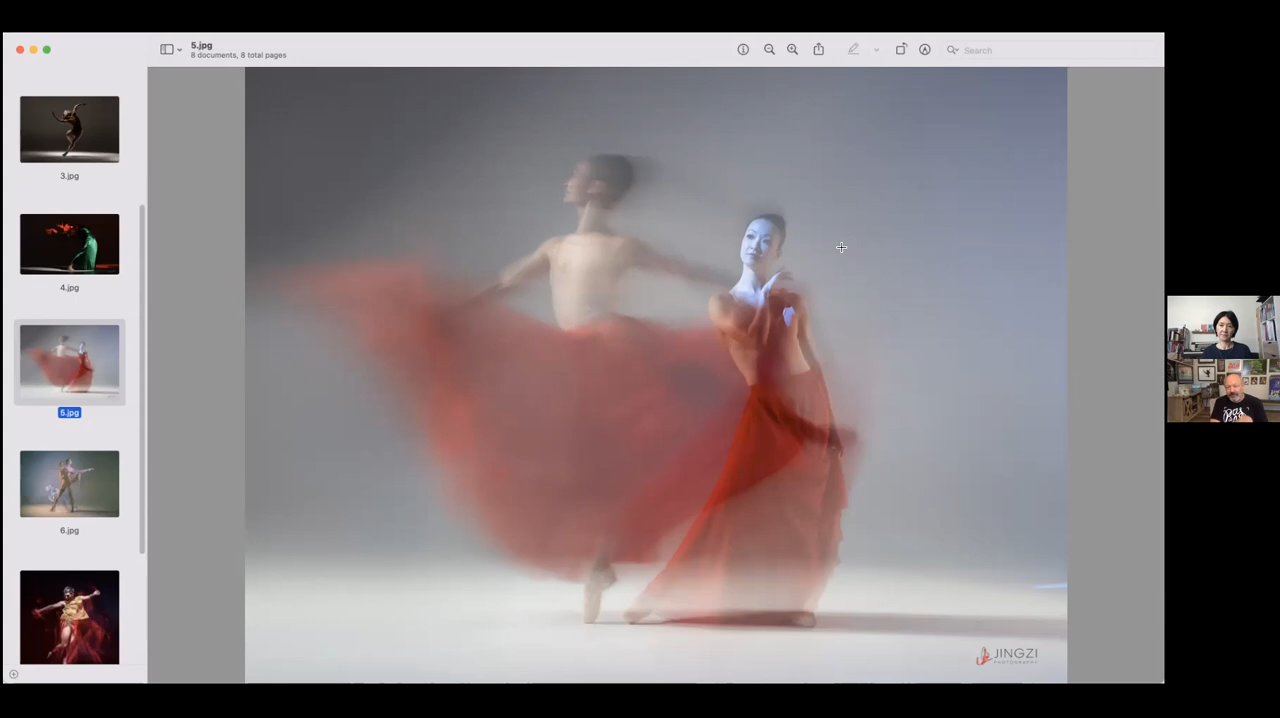 5.jpg
8 documents, 8 total pages
Search
3.jpg
4.jpg
5.jpg
6.jpg
JINGZI
PHOTOGRAPHY